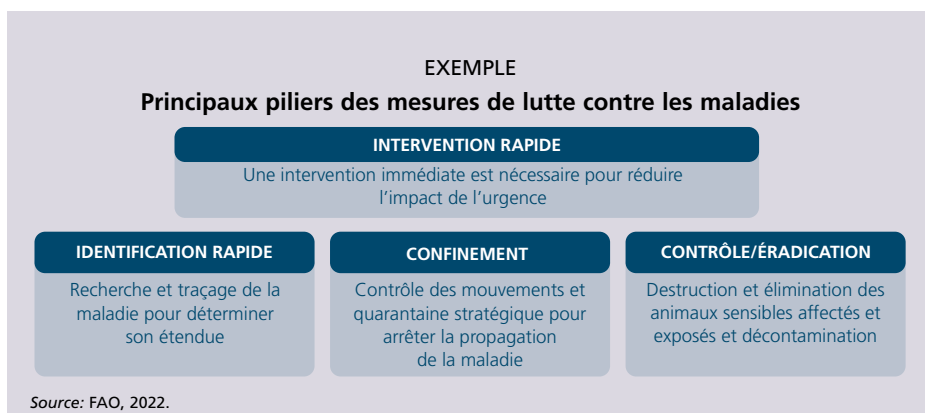 EXEMPLE
Principaux piliers des mesures de lutte contre les maladies
INTERVENTION RAPIDE
Une intervention immédiate est nécessaire pour réduire
l’impact de l’urgence
IDENTIFICATION RAPIDE
Recherche et traçage de la
maladie pour déterminer
son étendue
CONFINEMENT
Contrôle des mouvements et
quarantaine stratégique pour
arrêter la propagation
de la maladie
CONTRÔLE/ÉRADICATION
Destruction et élimination des
animaux sensibles affectés et
exposés et décontamination
Source: FAO, 2022.